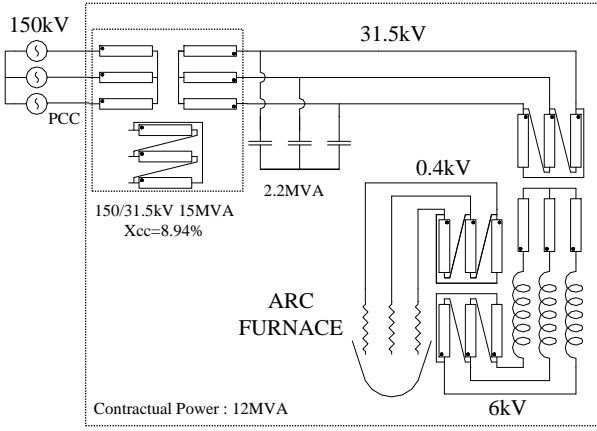 150kV
31.5kV
PCC
2.2MVA
0.4kV
150/31.5kV 15MVA
Xcc=8.94%
ARC
FURNACE
Contractual Power : 12MVA
6kV